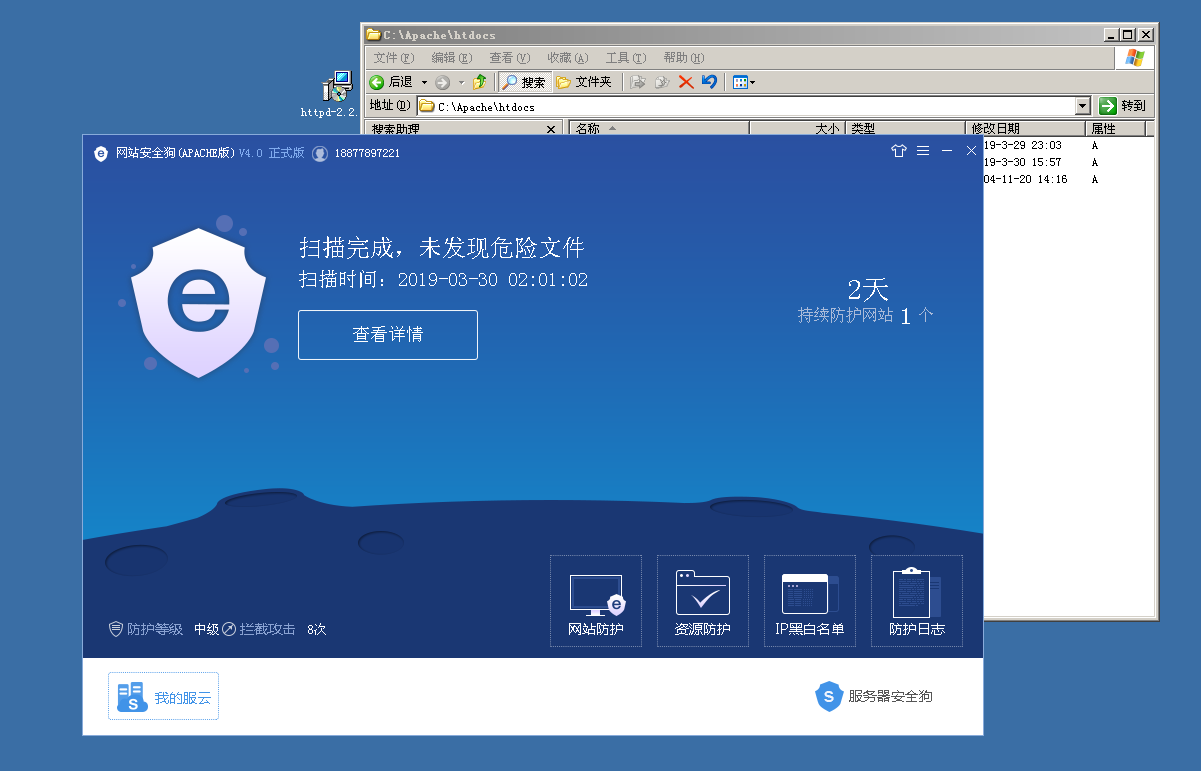 C:\Apache\htdocs
文件(F) 编辑(E) 查看(V) 收藏(A) 工具(T) 帮助(H)
后退 搜索 文件夹
地址(D) C:\Apache\htdocs 转到
httpd-2.2.
搜索助理 名称 大小 类型 修改日期 属性
19-3-29 23:03 A
19-3-30 15:57 A
04-11-20 14:16 A
网站安全狗(APACHE版) V4.0 正式版 18877897221
e
扫描完成，未发现危险文件
扫描时间：2019-03-30 02:01:02
查看详情
2天
持续防护网站 1 个
网站防护 资源防护 IP黑白名单 防护日志
防护等级 中级 拦截攻击 8次
我的服云
S 服务器安全狗